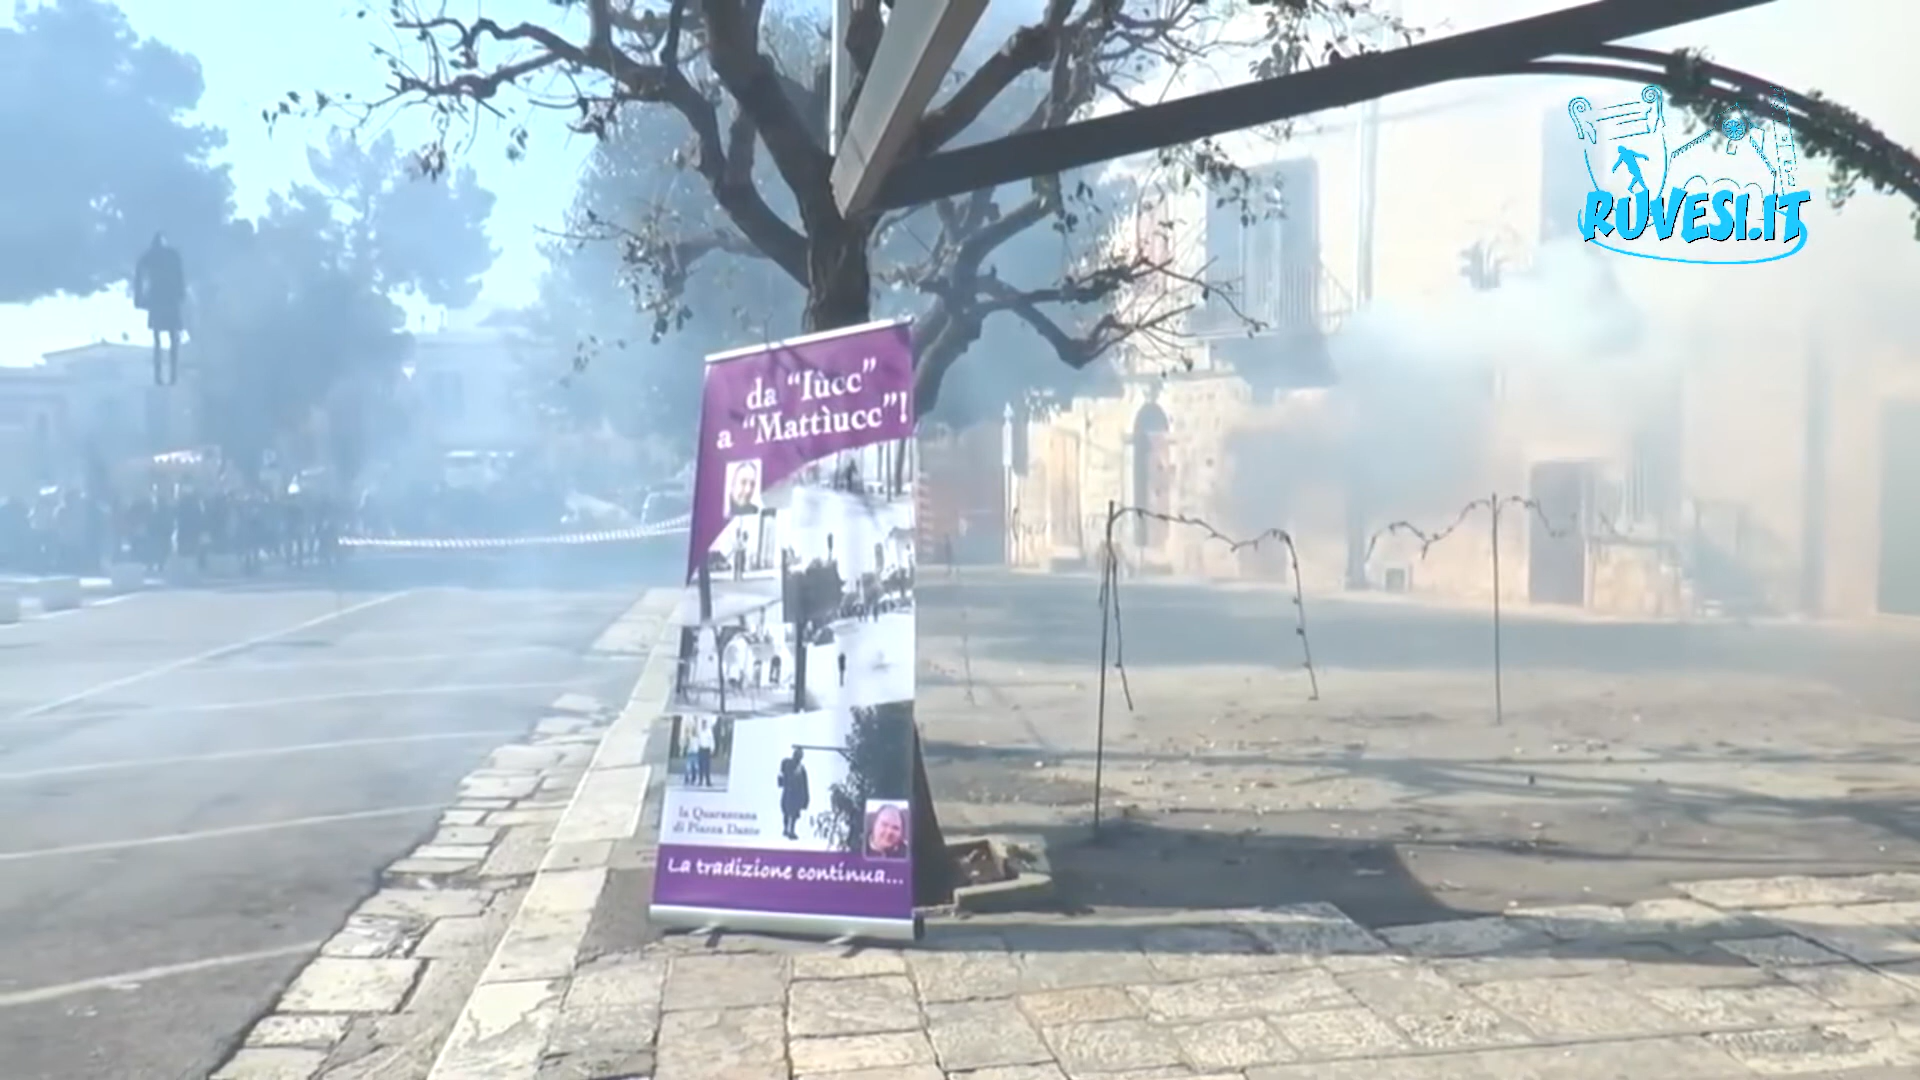 RUVESI.IT
da “Iùcc”
a “Mattìucc”!
la Quarantana
di Piazza Dante
La tradizione continua...